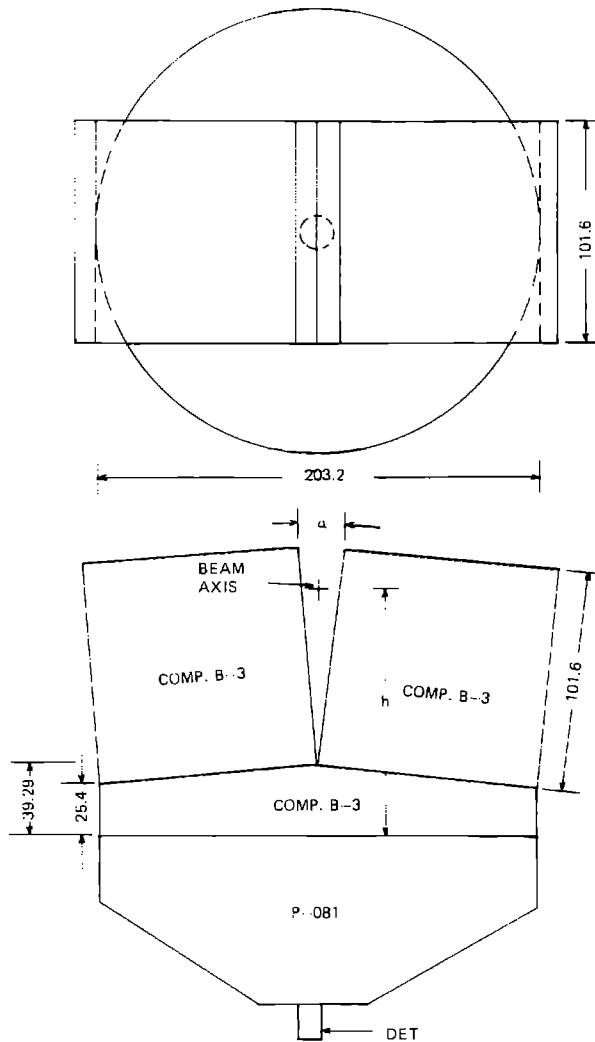 101.6
203.2
α
BEAM
AXIS
COMP. B-3
COMP. B-3
h
101.6
39.29
25.4
COMP. B-3
P-081
DET